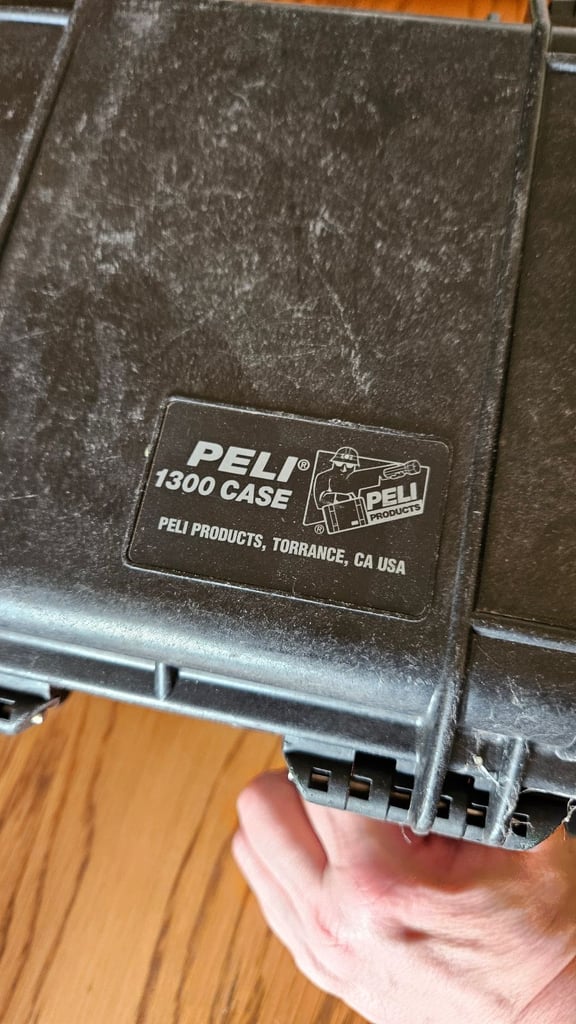 PELI®
1300 CASE
PELI
PRODUCTS
®
PELI PRODUCTS, TORRANCE, CA USA